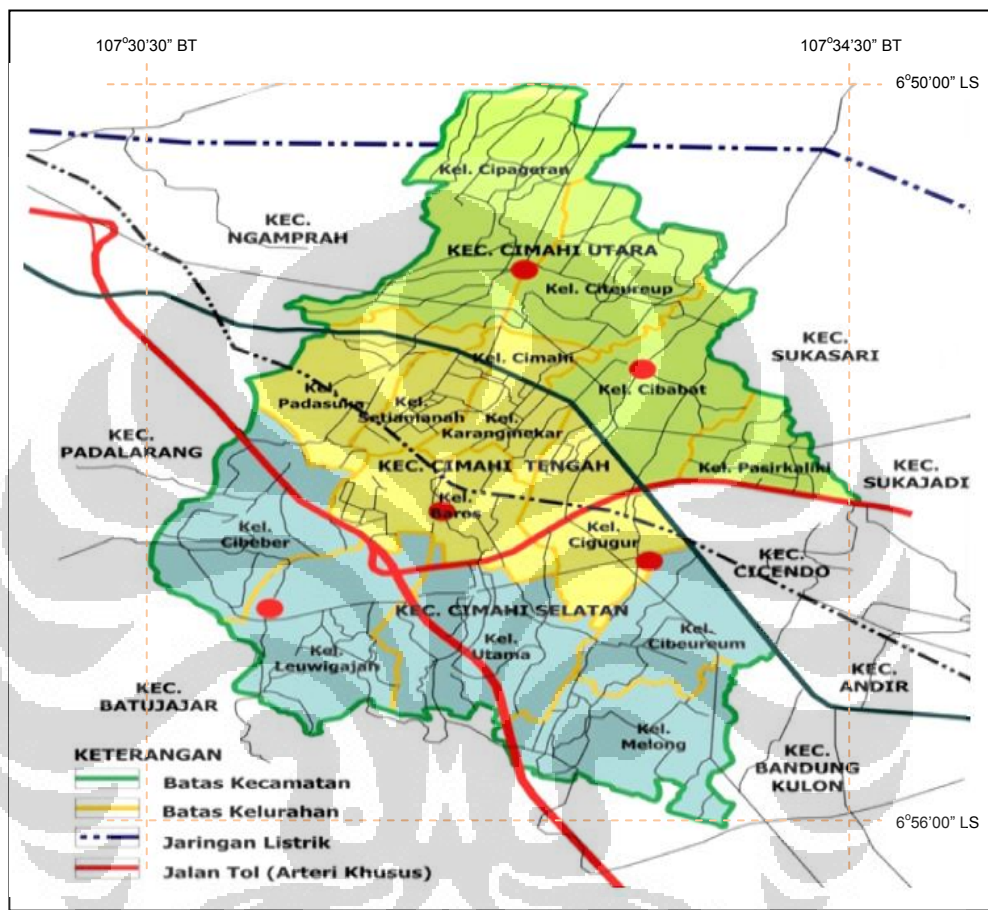 107°30'30" BT
107°34'30" BT
6°50'00" LS
Kel. Cipageran
KEC.
NGAMPRAH
KEC. CIMAHI UTARA
Kel. Citeureup
KEC.
SUKASARI
Kel. Cimahi
Kel.
Padasuka
Kel.
Setiamanah
Kel.
Karangmekar
Kel. Cibabat
KEC.
PADALARANG
KEC. CIMAHI TENGAH
Kel. Pasirkaliki
KEC.
SUKAJADI
Kel.
Baros
Kel.
Cibeber
Kel.
Cigugur
KEC.
CICENDO
KEC. CIMAHI SELATAN
Kel.
Leuwigajah
Kel.
Utama
Kel.
Cibeureum
KEC.
BATUJAJAR
KEC.
ANDIR
Kel.
Melong
KEC.
BANDUNG
KULON
KETERANGAN
Batas Kecamatan
Batas Kelurahan
Jaringan Listrik
Jalan Tol (Arteri Khusus)
6°56'00" LS